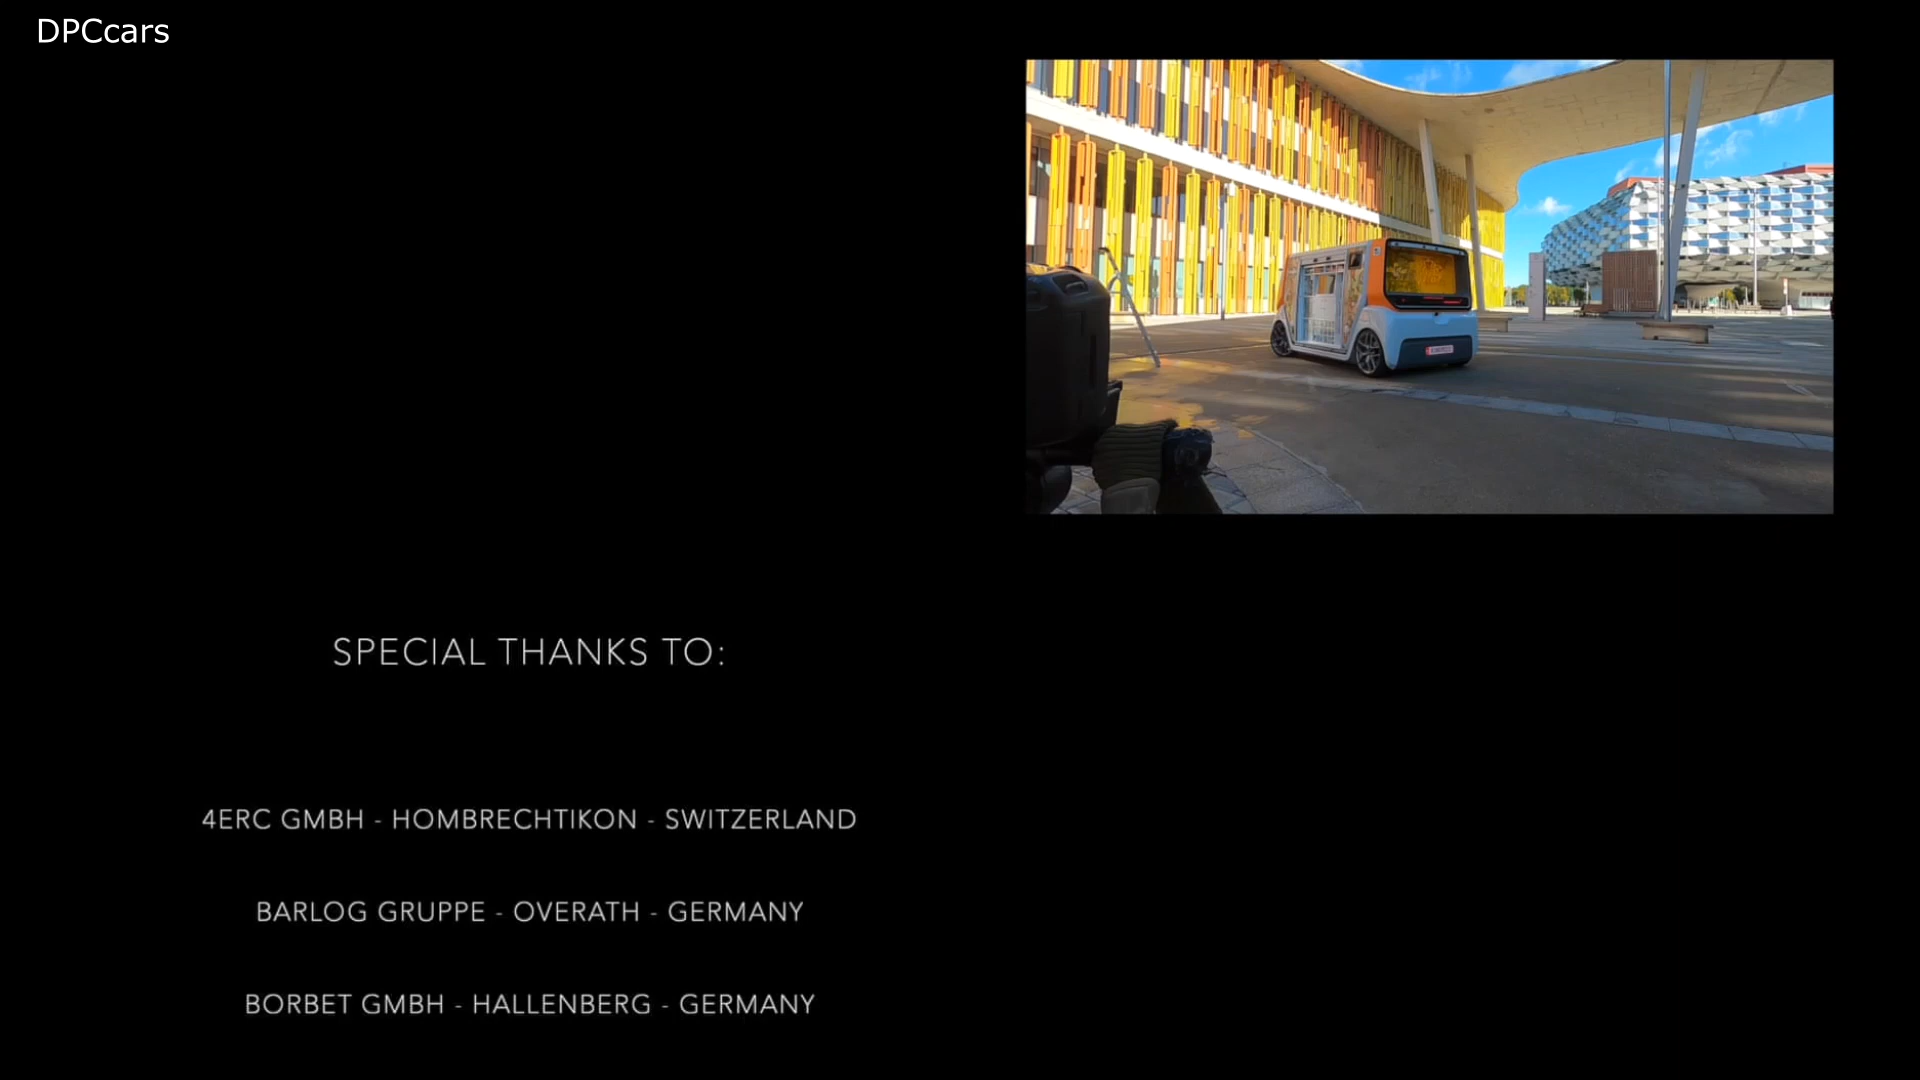 DPCcars
SPECIAL THANKS TO:
4ERC GMBH - HOMBRECHTIKON - SWITZERLAND
BARLOG GRUPPE - OVERATH - GERMANY
BORBET GMBH - HALLENBERG - GERMANY